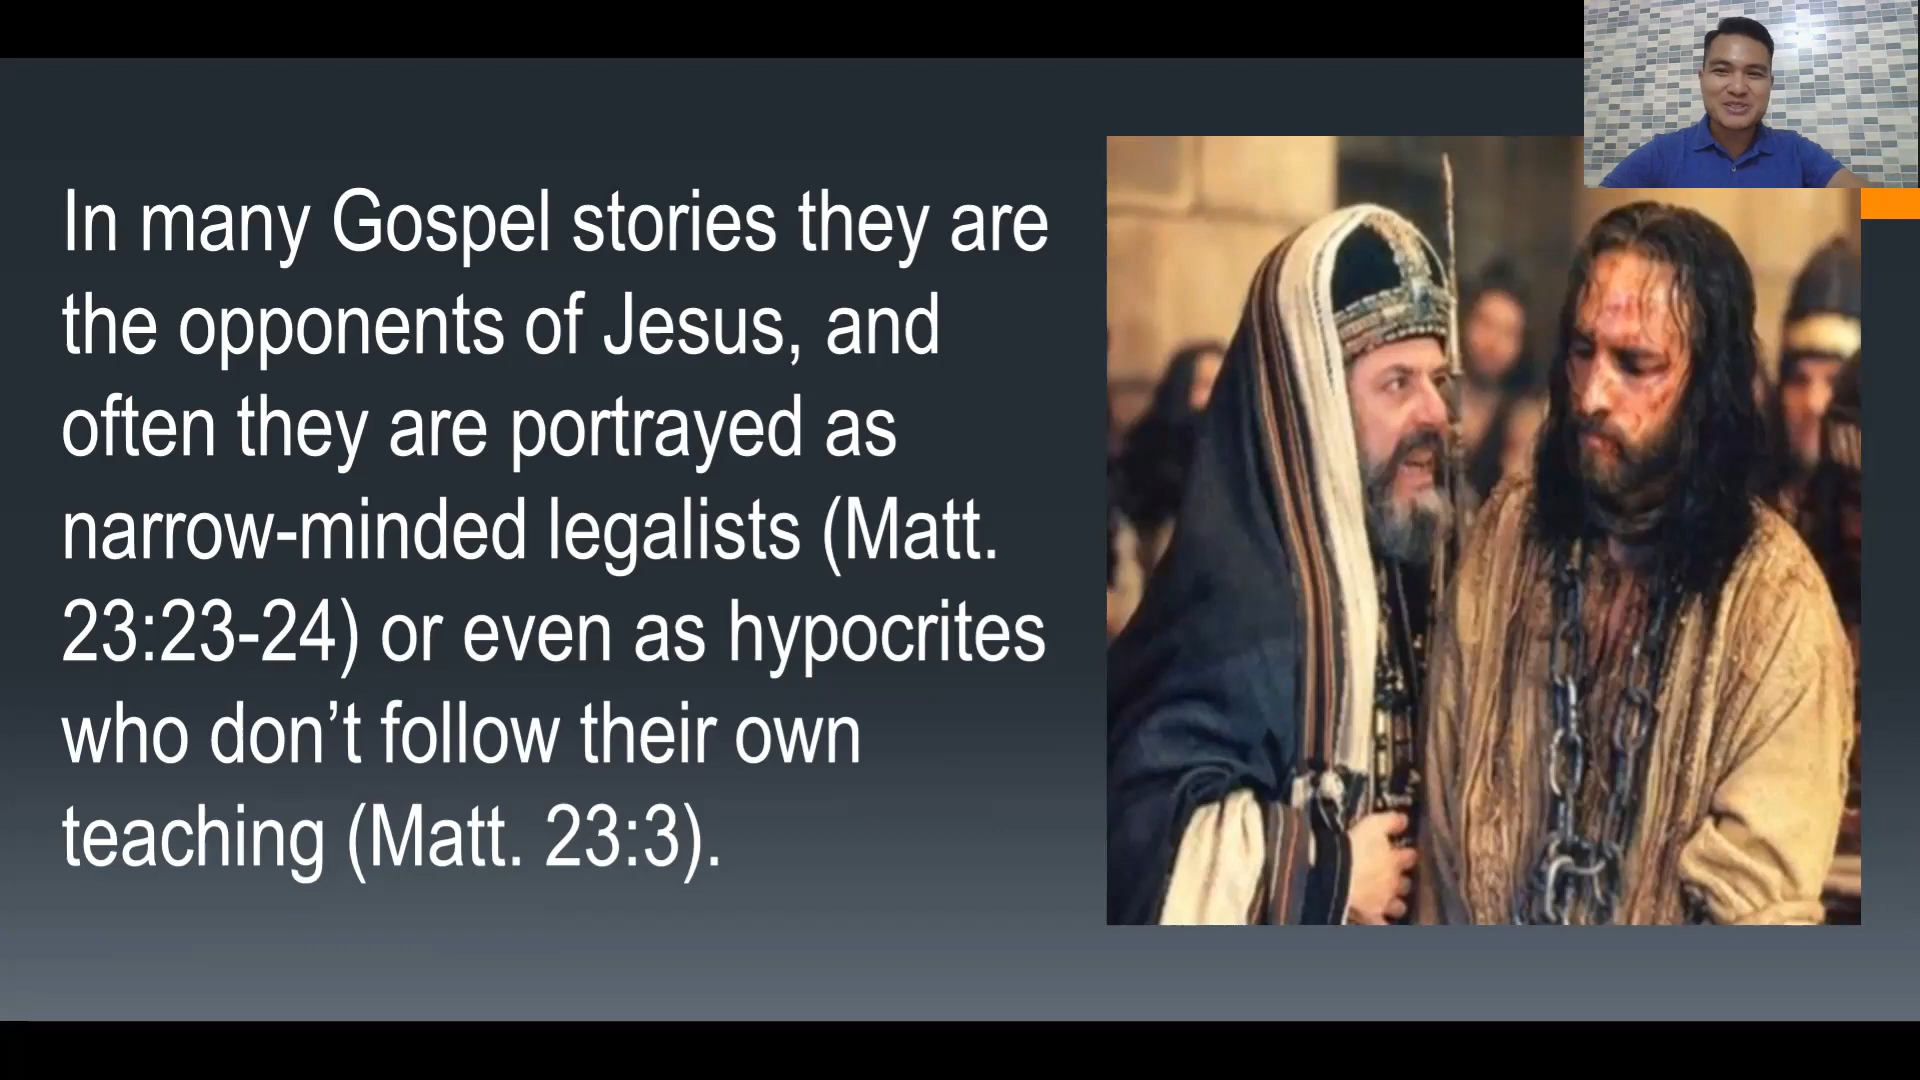 In many Gospel stories they are
the opponents of Jesus, and
often they are portrayed as
narrow-minded legalists (Matt.
23:23-24) or even as hypocrites
who don’t follow their own
teaching (Matt. 23:3).